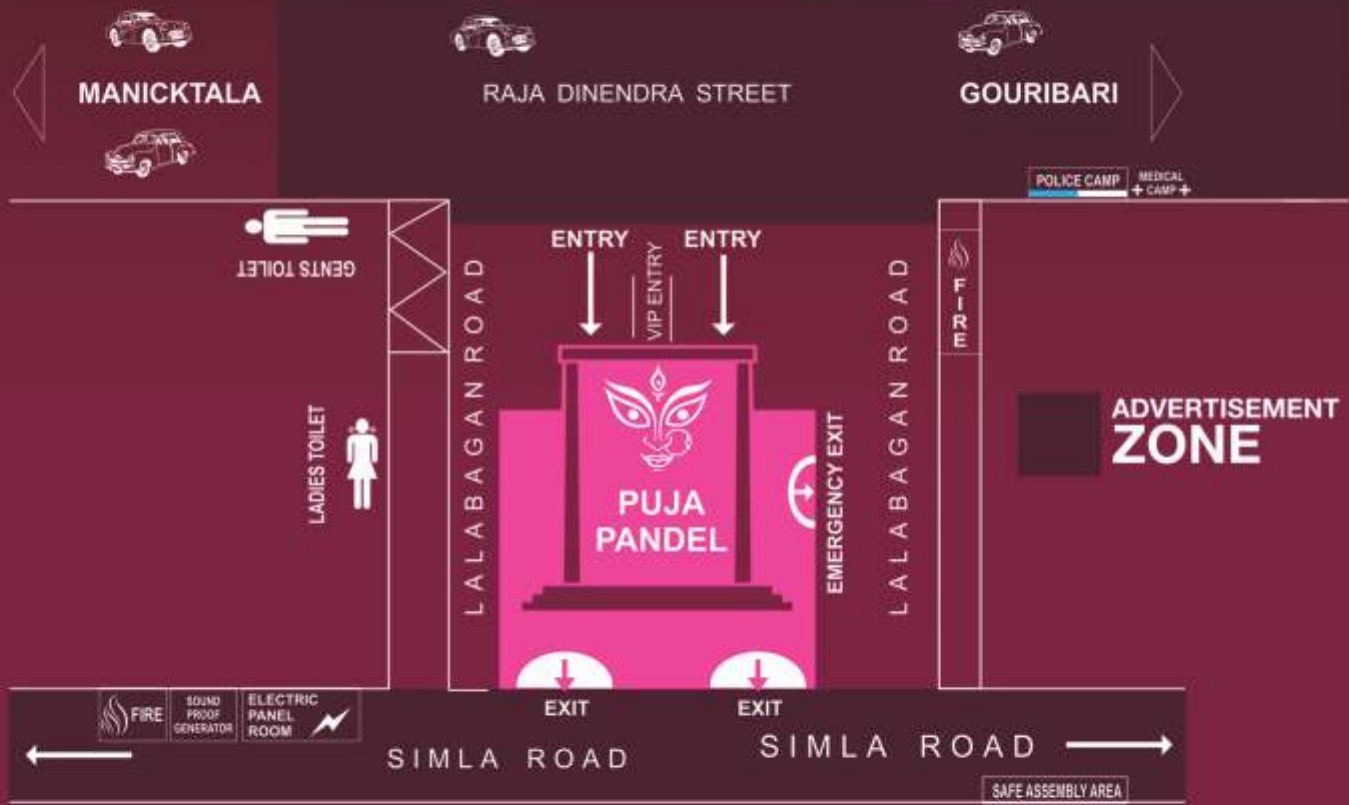 MANICKTALA
RAJA DINENDRA STREET
GOURIBARI
POLICE CAMP
MEDICAL
CAMP
GENTS TOILET
ENTRY
VIP ENTRY
ENTRY
LALABAGAN ROAD
LALABAGAN ROAD
FIRE
LADIES TOILET
PUJA
PANDEL
EMERGENCY EXIT
ADVERTISEMENT
ZONE
FIRE
SOUND
PROOF
GENERATOR
ELECTRIC
PANEL
ROOM
EXIT
EXIT
SIMLA ROAD
SIMLA ROAD
SAFE ASSEMBLY AREA